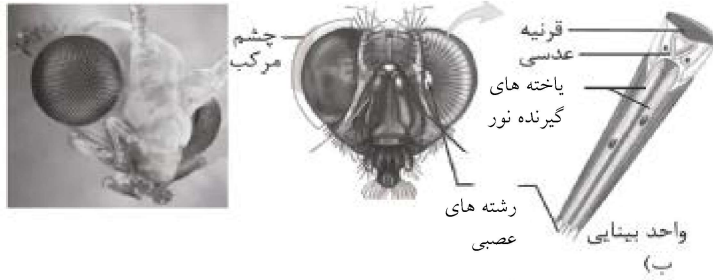 چشم
مرکب
قرنیه
عدسی
یاخته های
گیرنده نور
رشته های
عصبی
واحد بینایی
ب)